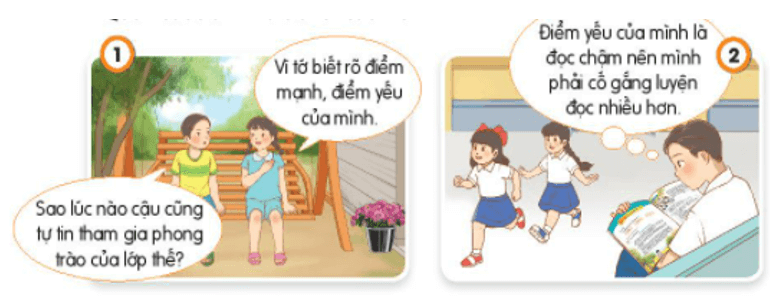 1
Sao lúc nào cậu cũng
tự tin tham gia phong
trào của lớp thế?
Vì tớ biết rõ điểm
mạnh, điểm yếu
của mình.
2
Điểm yếu của mình là
đọc chậm nên mình
phải cố gắng luyện
đọc nhiều hơn.